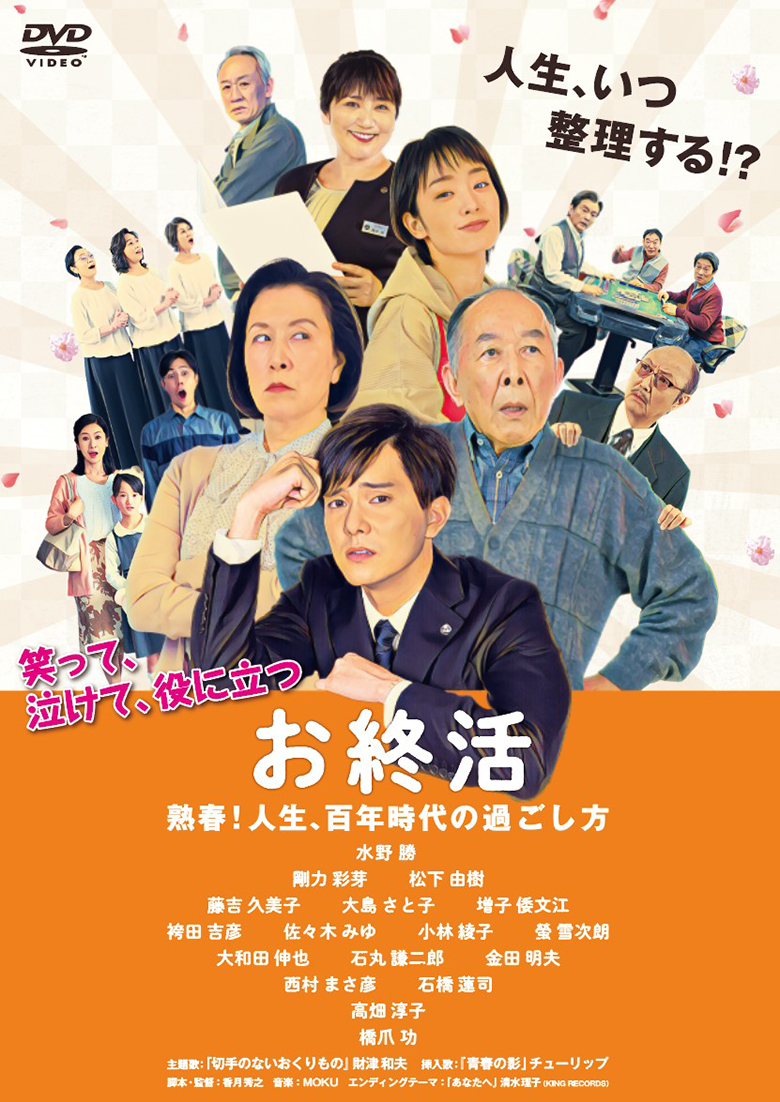 DVD
VIDEO™
人生、いつ
整理する!?
笑って、
泣けて、役に立つ
お終活
熟春!人生、百年時代の過ごし方
水野 勝
剛力 彩芽 松下 由樹
藤吉 久美子 大島 さと子 増子 倭文江
袴田 吉彦 佐々木 みゆ 小林 綾子 螢 雪次朗
大和田 伸也 石丸 謙二郎 金田 明夫
西村 まさ彦 石橋 蓮司
高畑 淳子
橋爪 功
主題歌:「切手のないおくりもの」財津 和夫 挿入歌:「青春の影」チューリップ
脚本・監督:香月秀之 音楽:MOKU エンディングテーマ:「あなたへ」清水理子(KING RECORDS)